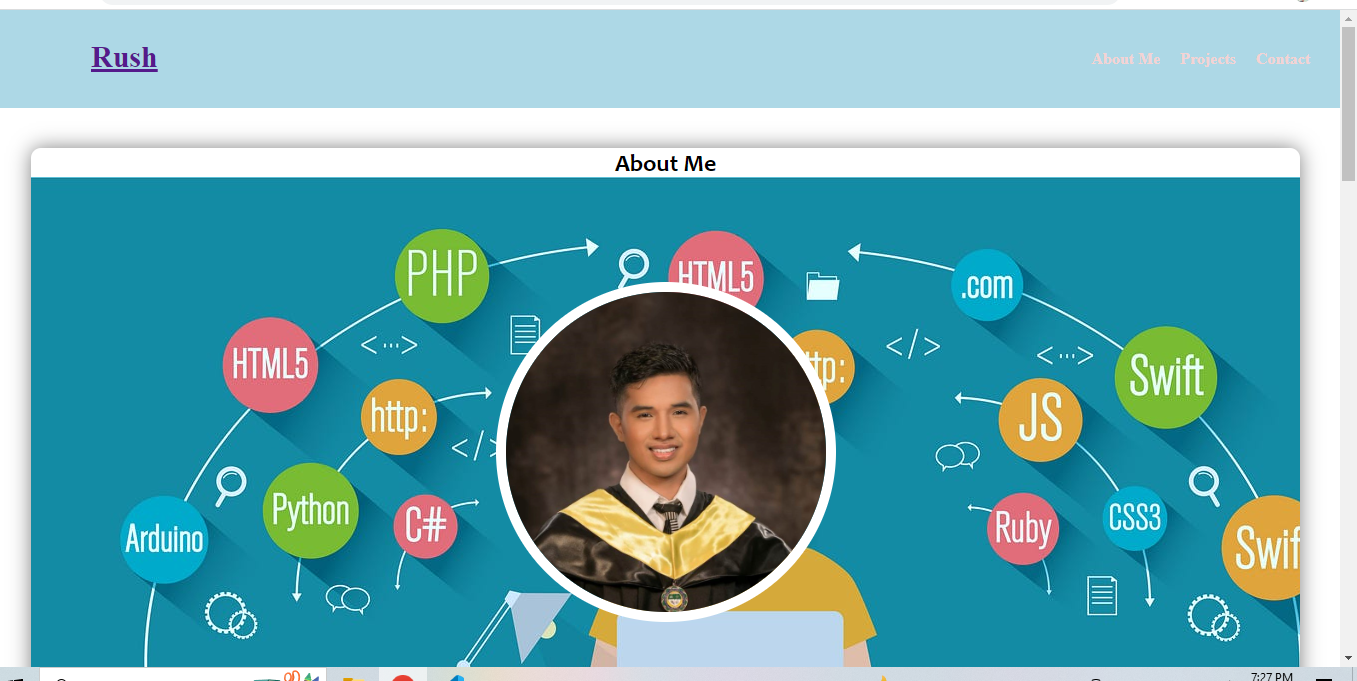 Rush
About Me Projects Contact
About Me
PHP
HTML5
.com
HTML5
http:
Swift
http:
JS
Python
C#
Arduino
Ruby
CSS3
7:27 PM